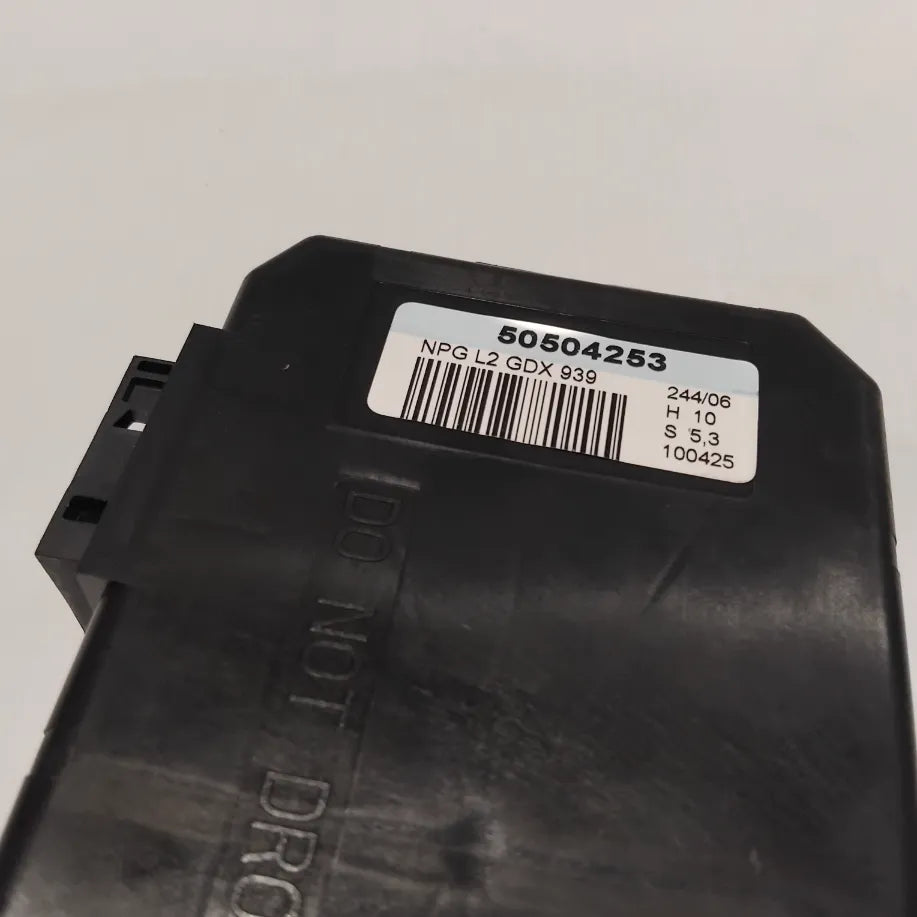 50504253
NPG L2 GDX 939
244/06
H 10
S 5,3
100425
DO NOT DRO